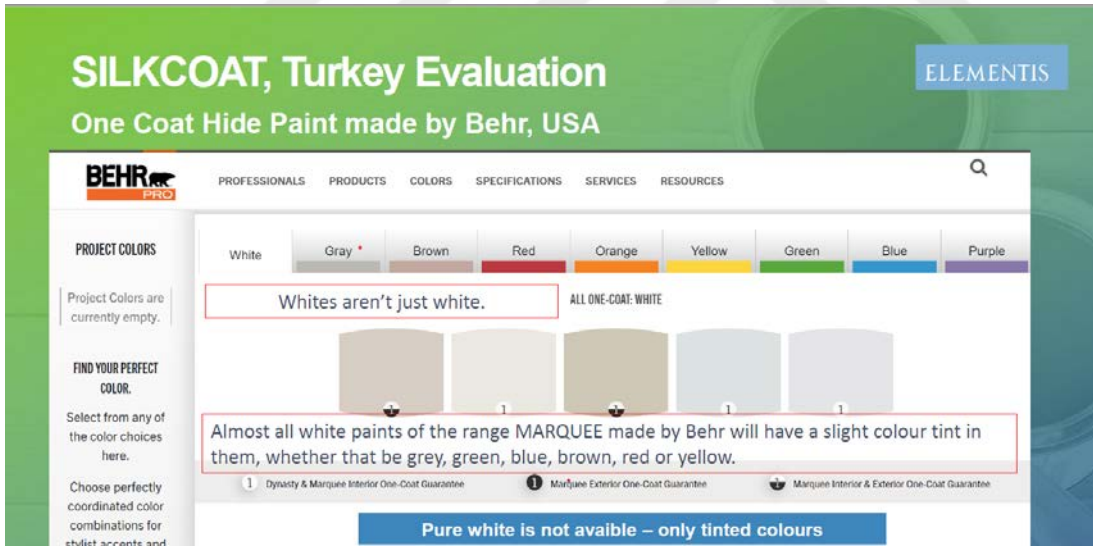 SILKCOAT, Turkey Evaluation
ELEMENTIS
One Coat Hide Paint made by Behr, USA
BEHR
PRO
PROFESSIONALS PRODUCTS COLORS SPECIFICATIONS SERVICES RESOURCES
PROJECT COLORS
White Gray Brown Red Orange Yellow Green Blue Purple
Project Colors are
currently empty.
Whites aren't just white.
ALL ONE-COAT: WHITE
FIND YOUR PERFECT
COLOR.
1 1 1 1 1
Select from any of
the color choices
here.
Almost all white paints of the range MARQUEE made by Behr will have a slight colour tint in
them, whether that be grey, green, blue, brown, red or yellow.
1 Dynasty & Marquee Interior One-Coat Guarantee
1 Marquee Exterior One-Coat Guarantee
1 Marquee Interior & Exterior One-Coat Guarantee
Choose perfectly
coordinated color
combinations for
stylist accents and
Pure white is not avaible – only tinted colours